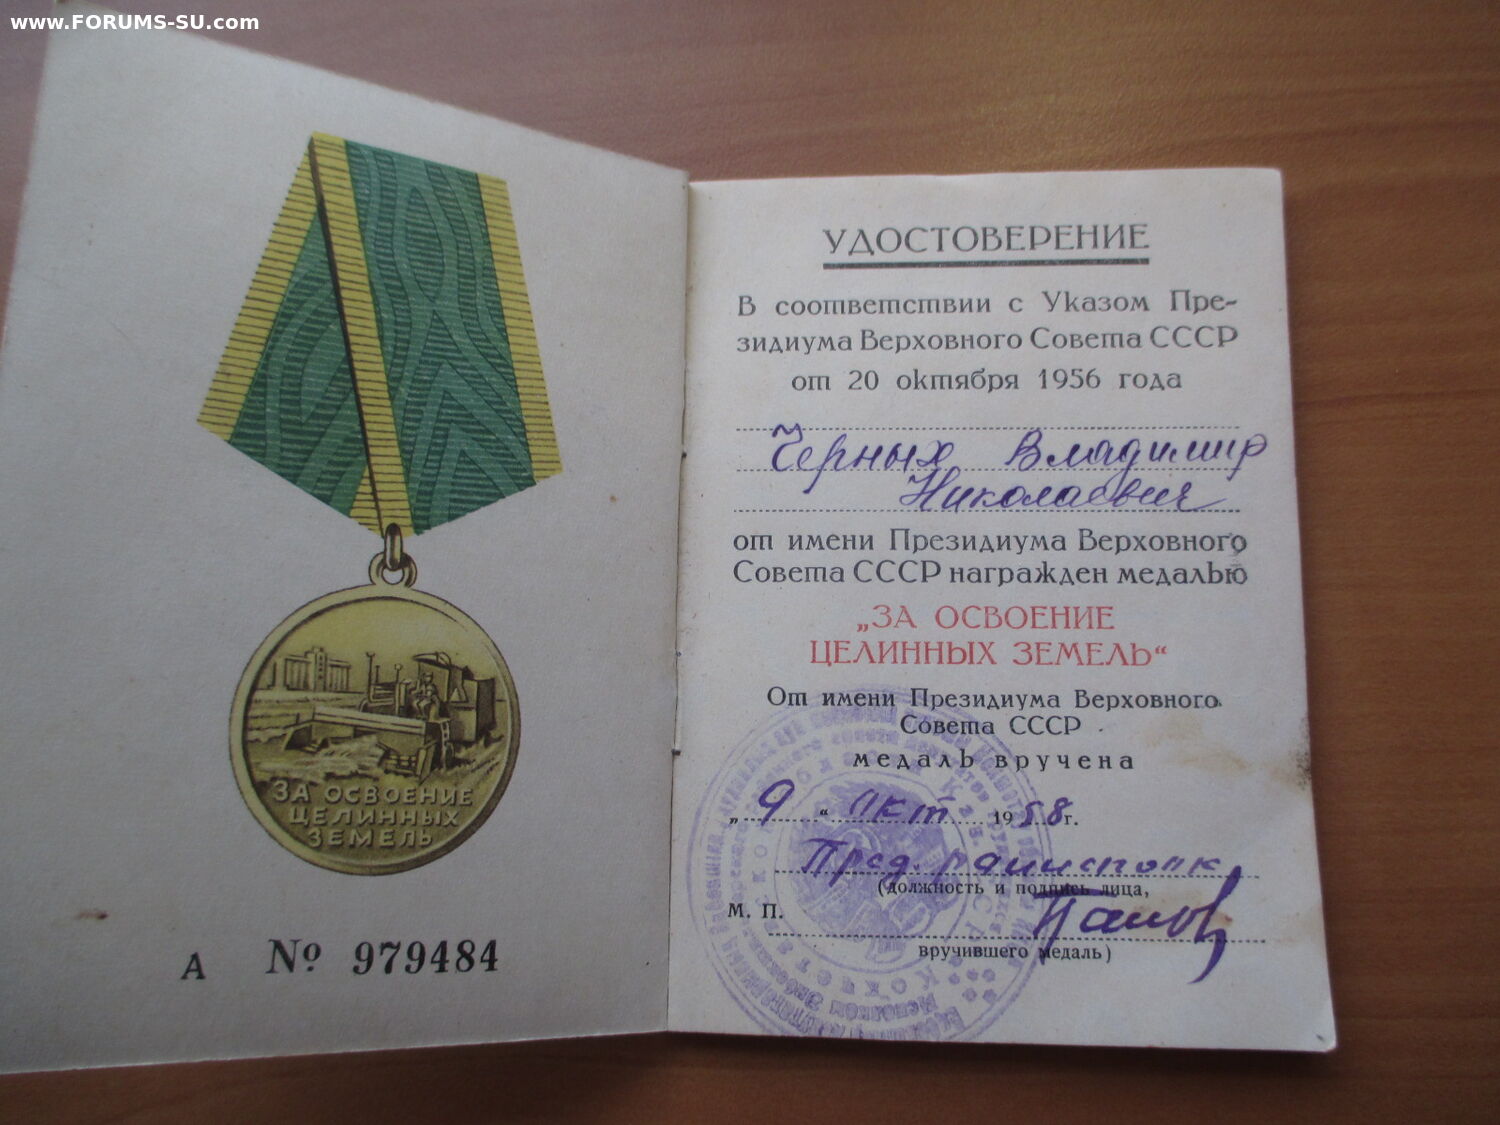 www.FORUMS-SU.com
ЗА ОСВОЕНИЕ
ЦЕЛИННЫХ
ЗЕМЕЛЬ
А № 979484
УДОСТОВЕРЕНИЕ
В соответствии с Указом Пре-
зидиума Верховного Совета СССР
от 20 октября 1956 года
Черных Владимир
Николаевич
от имени Президиума Верховного
Совета СССР награжден медалью
„ЗА ОСВОЕНИЕ
ЦЕЛИННЫХ ЗЕМЕЛЬ“
От имени Президиума Верховного
Совета СССР
медаль вручена
„ 9 “ окт 1958 г.
Пред.
(должность и подпись лица,
М. П.
вручившего медаль)